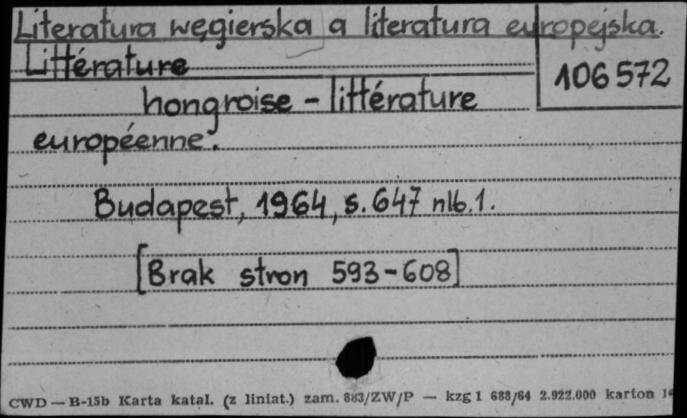 Literatura węgierska a literatura europejska.
Littérature
106572
hongroise - littérature
européenne.
Budapest, 1964, s. 647 nlb. 1.
[Brak stron 593-608]
CWD — B-15b Karta katal. (z liniat.) zam. 883/ZW/P — kzg 1 688/64 2.922.000 karton